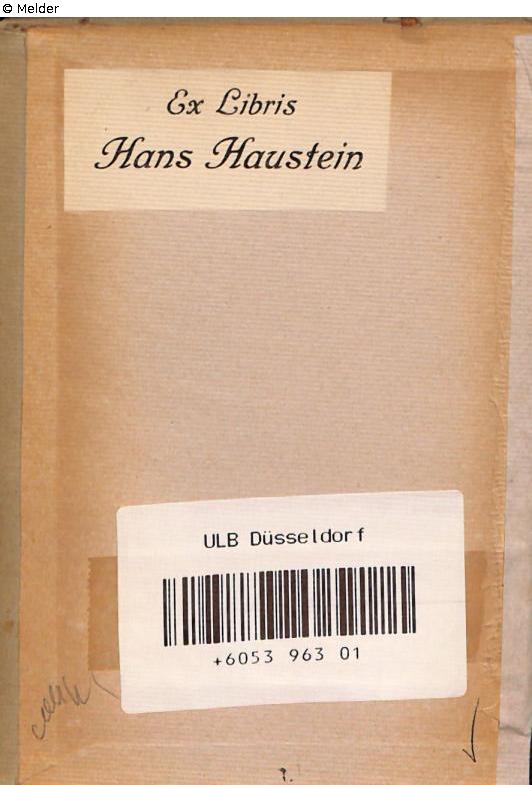 © Melder
Ex Libris
Hans Haustein
ULB Düsseldorf
+6053 963 01